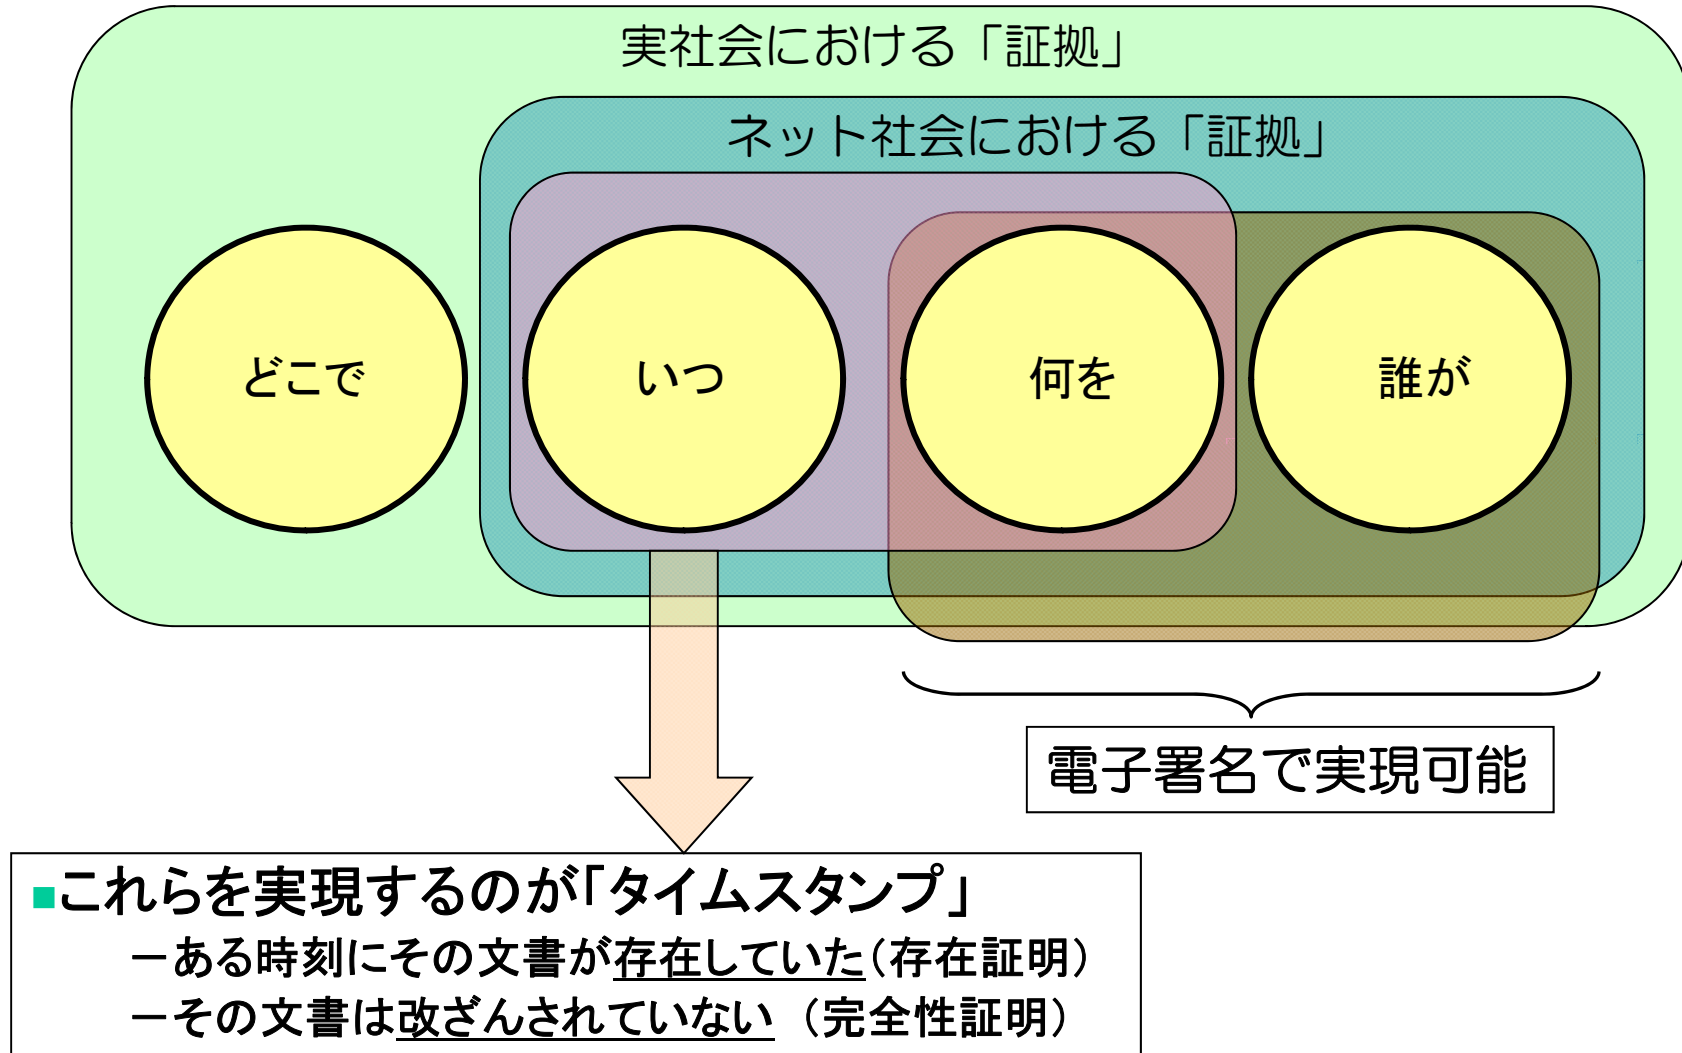 実社会における「証拠」
ネット社会における「証拠」
どこで
いつ
何を
誰が
電子署名で実現可能
■これらを実現するのが「タイムスタンプ」
－ある時刻にその文書が存在していた（存在証明）
－その文書は改ざんされていない （完全性証明）